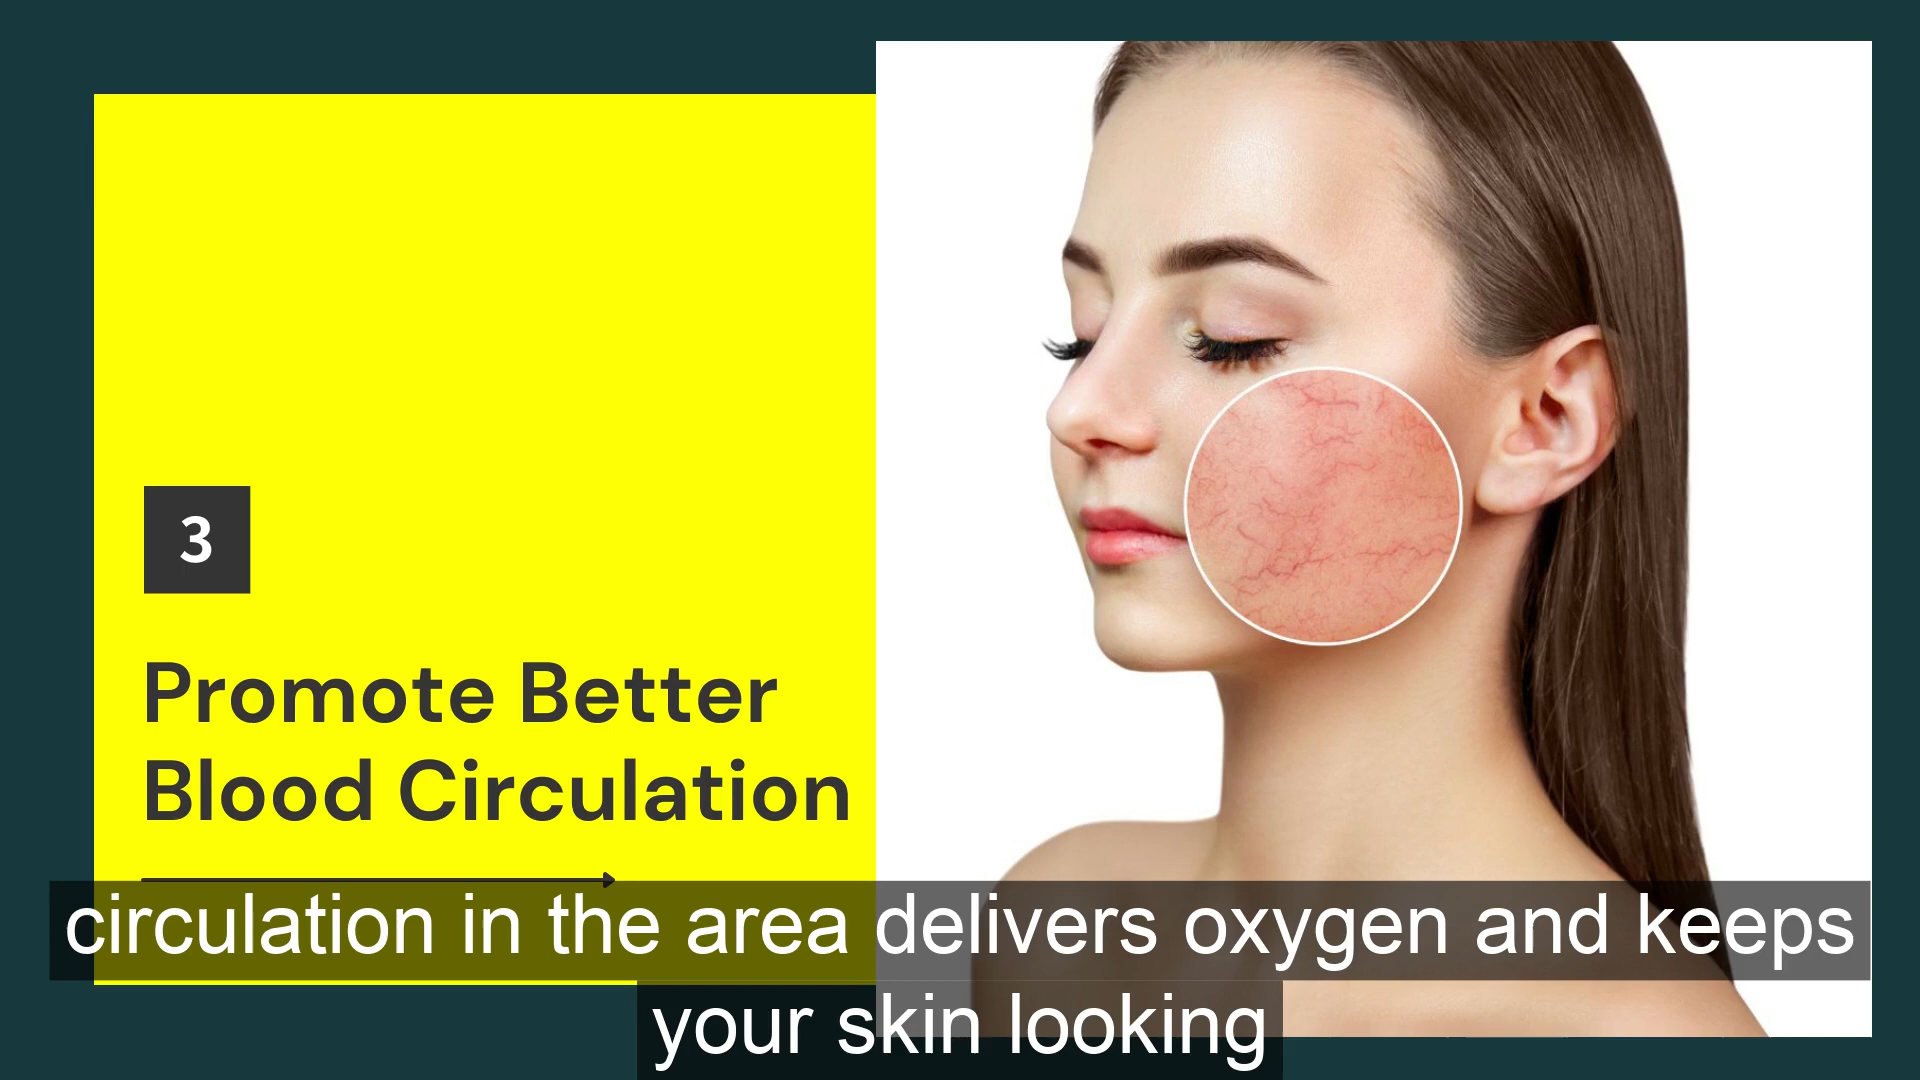 3
Promote Better
Blood Circulation
circulation in the area delivers oxygen and keeps
your skin looking